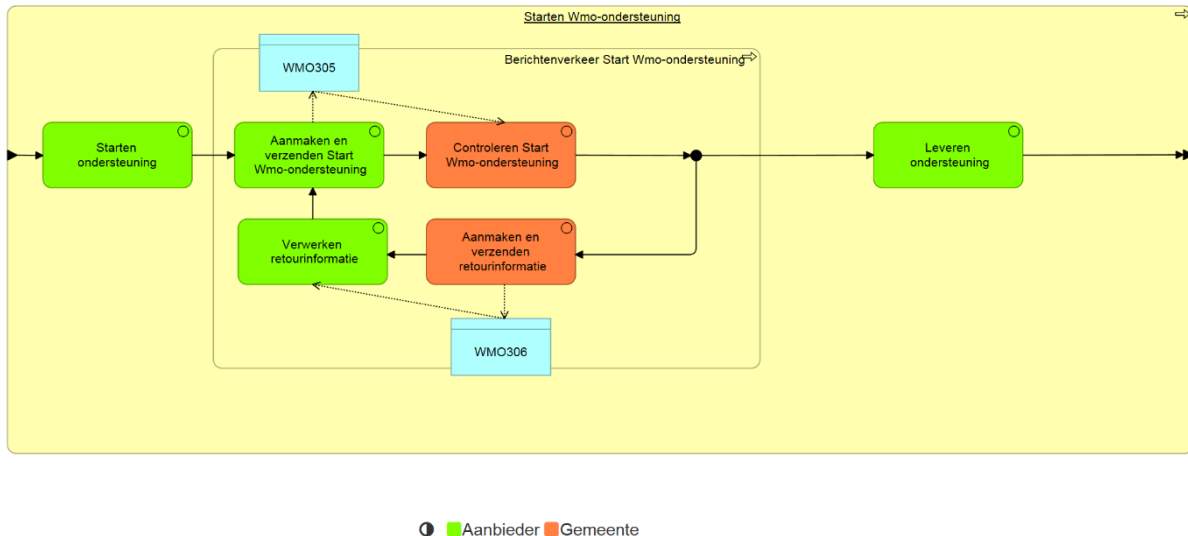 Starten Wmo-ondersteuning
Berichtenverkeer Start Wmo-ondersteuning
WMO305
Starten
ondersteuning
Aanmaken en
verzenden Start
Wmo-ondersteuning
Controleren Start
Wmo-ondersteuning
Leveren
ondersteuning
Verwerken
retourinformatie
Aanmaken en
verzenden
retourinformatie
WMO306
Aanbieder Gemeente